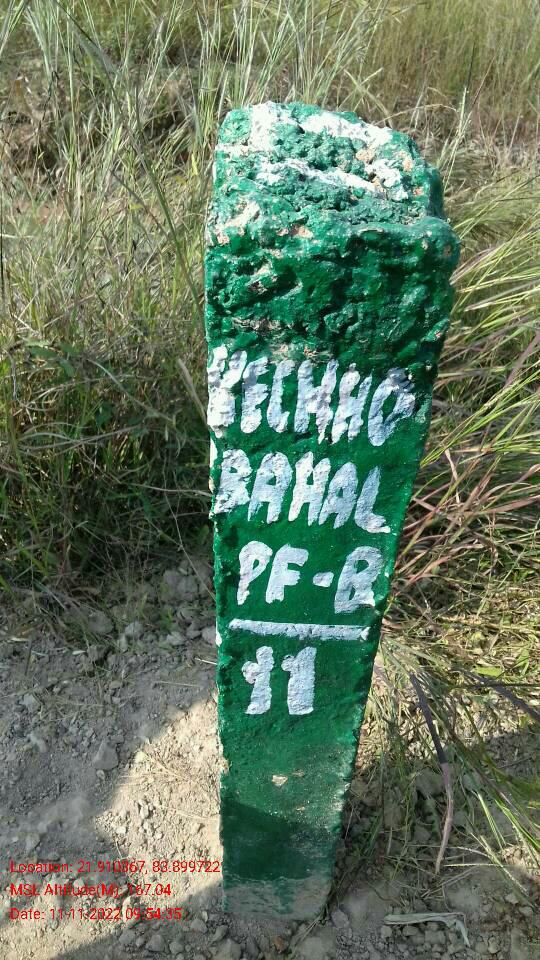 KECHHO
BAHAL
PF-B
11
Location: 21.910367, 83.899722
MSL Altitude(M): 167.04
Date: 11-11-2022 09:54:35